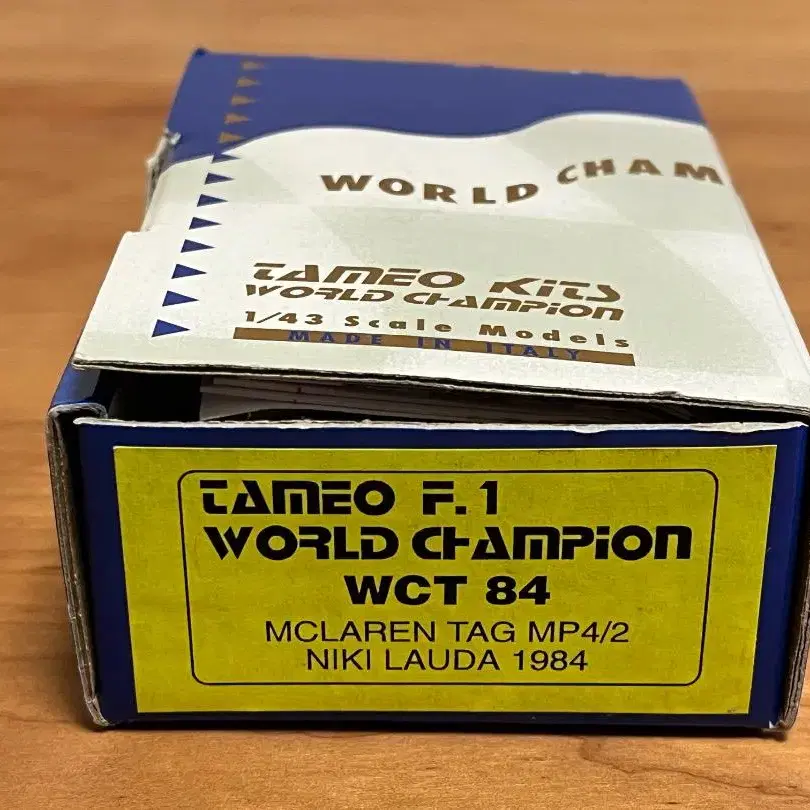 WORLD CHAM
TAMEO KITS
WORLD CHAMPION
1/43 Scale Models
MADE IN ITALY
TAMEO F.1
WORLD CHAMPION
WCT 84
MCLAREN TAG MP4/2
NIKI LAUDA 1984